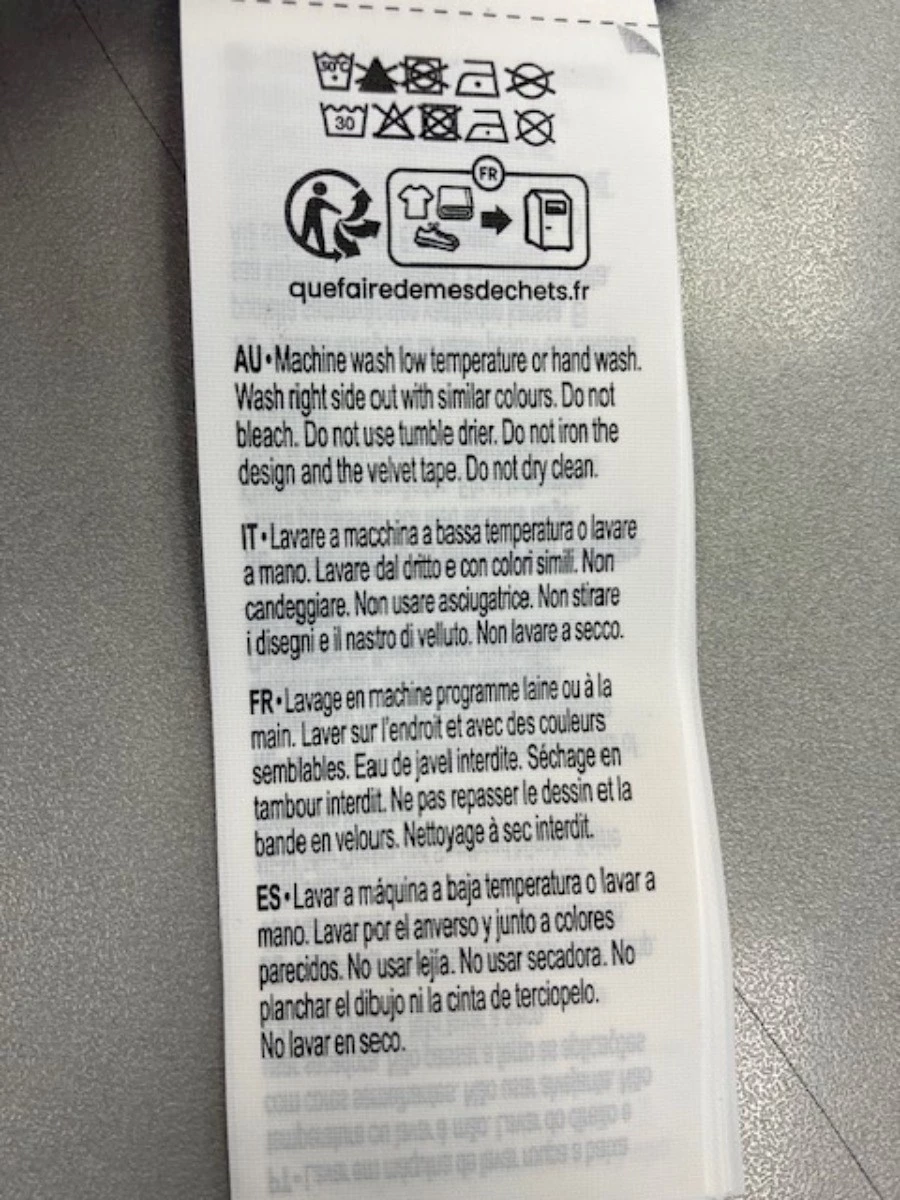 30°C
30
FR
quefairedemesdechets.fr
AU•Machine wash low temperature or hand wash.
Wash right side out with similar colours. Do not
bleach. Do not use tumble drier. Do not iron the
design and the velvet tape. Do not dry clean.
IT•Lavare a macchina a bassa temperatura o lavare
a mano. Lavare dal dritto e con colori simili. Non
candeggiare. Non usare asciugatrice. Non stirare
i disegni e il nastro di velluto. Non lavare a secco.
FR•Lavage en machine programme laine ou à la
main. Laver sur l'endroit et avec des couleurs
semblables. Eau de javel interdite. Séchage en
tambour interdit. Ne pas repasser le dessin et la
bande en velours. Nettoyage à sec interdit.
ES•Lavar a máquina a baja temperatura o lavar a
mano. Lavar por el anverso y junto a colores
parecidos. No usar lejía. No usar secadora. No
planchar el dibujo ni la cinta de terciopelo.
No lavar en seco.